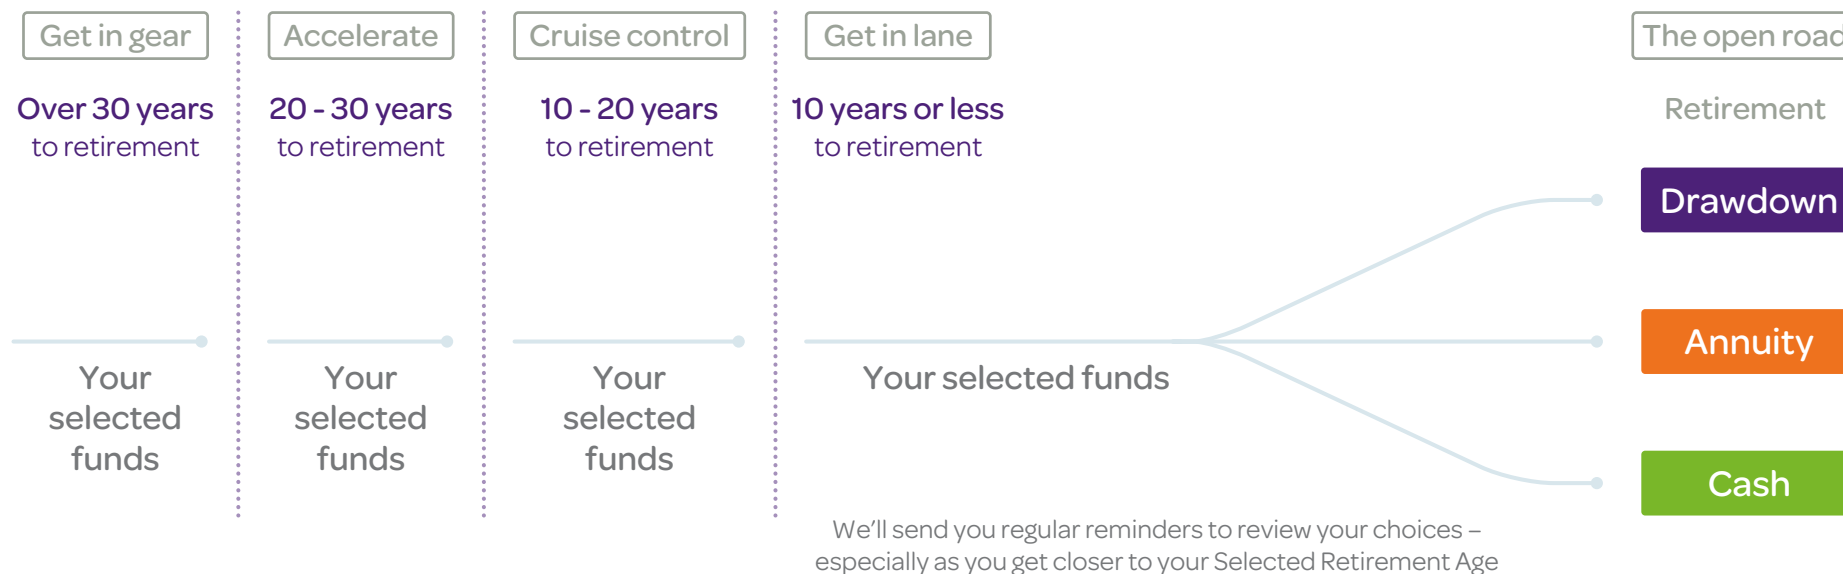 Get in gear
Accelerate
Cruise control
Get in lane
The open road
Over 30 years
to retirement
20 - 30 years
to retirement
10 - 20 years
to retirement
10 years or less
to retirement
Retirement
Drawdown
Annuity
Cash
Your
selected
funds
Your
selected
funds
Your
selected
funds
Your selected funds
We'll send you regular reminders to review your choices –
especially as you get closer to your Selected Retirement Age